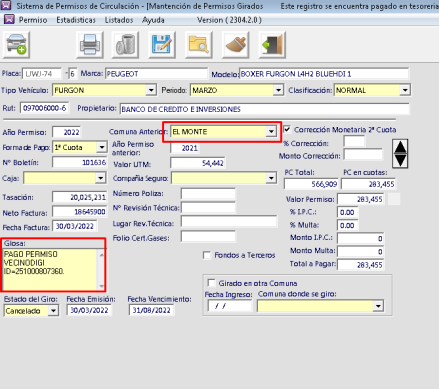 Sistema de Permisos de Circulación - [Mantención de Permisos Girados Este registro se encuentra pagado en tesoreria
Permiso Estadísticas Listados Ayuda Version ( 2304.2.0 )
Placa: -6 Marca: PEUGEOT Modelo: BOXER FURGON L4H2 BLUEHDI 1
Tipo Vehículo: FURGON Periodo: MARZO Clasificación: NORMAL
Rut: 097006000-6 Propietario: BANCO DE CREDITO E INVERSIONES
Año Permiso: 2022 Comuna Anterior: EL MONTE Corrección Monetaria 2ª Cuota
Forma de Pago: 1ª Cuota Año Permiso anterior: 2021 % Corrección:
Nº Boletín: 101636 Valor UTM: 54,442 Monto Corrección:
Caja: Compañía Seguro: PC Total: PC en cuotas:
566,909 283,455
Tasación: 20,025,231 Número Poliza: Valor Permiso: 283,455
Neto Factura: 18645900 Nº Revisión Técnica: % I.P.C.: 0.00
Fecha Factura: 30/03/2022 Lugar Rev.Técnica: % Multa: 0.00
Glosa: Folio Cert.Gases: Monto I.P.C.: 0
PAGO PERMISO
VECINODIGI
ID=251000807360.
Fondos a Terceros Monto Multa: 0
Total a Pagar: 283,455
Girado en otra Comuna
Estado del Giro: Fecha Emisión: Fecha Vencimiento: Fecha Ingreso: Comuna donde se giro:
Cancelado 30/03/2022 31/08/2022 / /